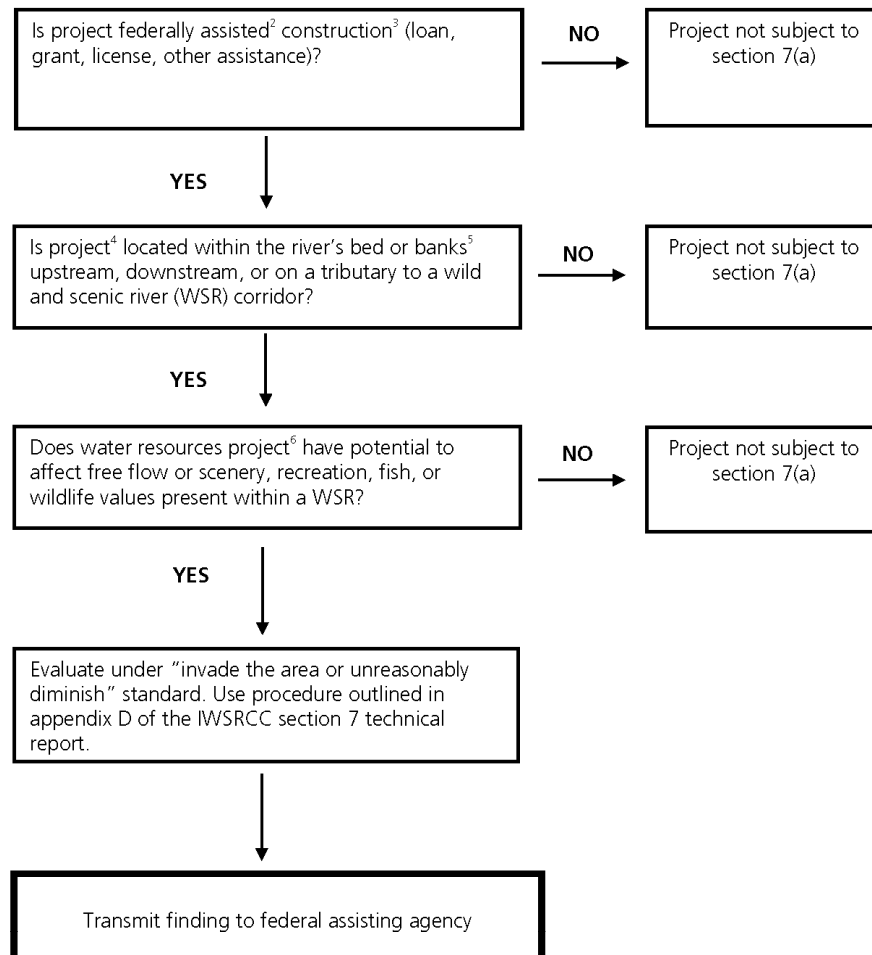 Is project federally assisted² construction³ (loan,
grant, license, other assistance)?
NO
Project not subject to
section 7(a)
YES
Is project⁴ located within the river's bed or banks⁵
upstream, downstream, or on a tributary to a wild
and scenic river (WSR) corridor?
NO
Project not subject to
section 7(a)
YES
Does water resources project⁶ have potential to
affect free flow or scenery, recreation, fish, or
wildlife values present within a WSR?
NO
Project not subject to
section 7(a)
YES
Evaluate under "invade the area or unreasonably
diminish" standard. Use procedure outlined in
appendix D of the IWSRCC section 7 technical
report.
Transmit finding to federal assisting agency